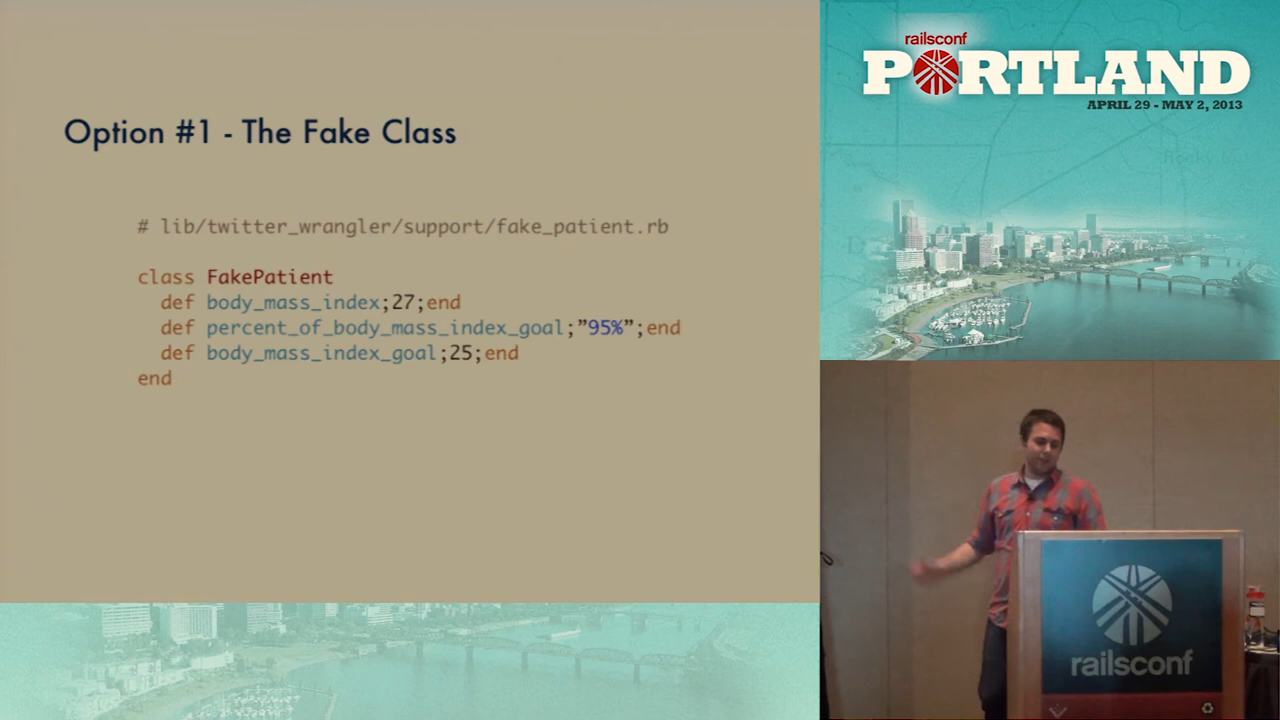 Option #1 - The Fake Class
# lib/twitter_wrangler/support/fake_patient.rb
class FakePatient
def body_mass_index;27;end
def percent_of_body_mass_index_goal;”95%”;end
def body_mass_index_goal;25;end
end
railsconf
PORTLAND
APRIL 29 - MAY 2, 2013
railsconf